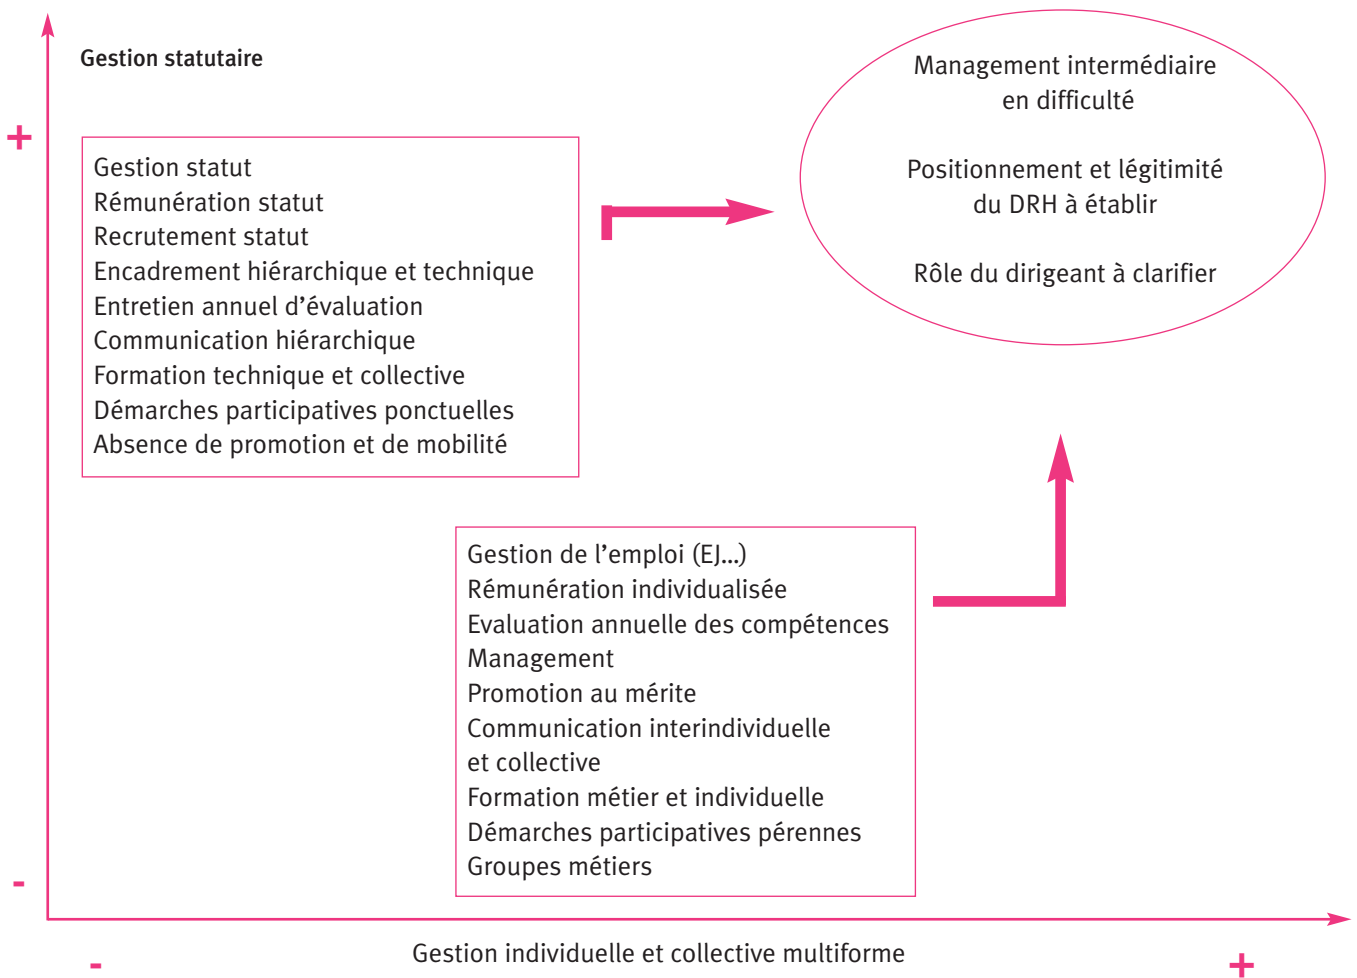 Gestion statutaire
+
Gestion statut
Rémunération statut
Recrutement statut
Encadrement hiérarchique et technique
Entretien annuel d’évaluation
Communication hiérarchique
Formation technique et collective
Démarches participatives ponctuelles
Absence de promotion et de mobilité
Management intermédiaire
en difficulté
Positionnement et légitimité
du DRH à établir
Rôle du dirigeant à clarifier
Gestion de l’emploi (EJ...)
Rémunération individualisée
Evaluation annuelle des compétences
Management
Promotion au mérite
Communication interindividuelle
et collective
Formation métier et individuelle
Démarches participatives pérennes
Groupes métiers
-
-
Gestion individuelle et collective multiforme
+